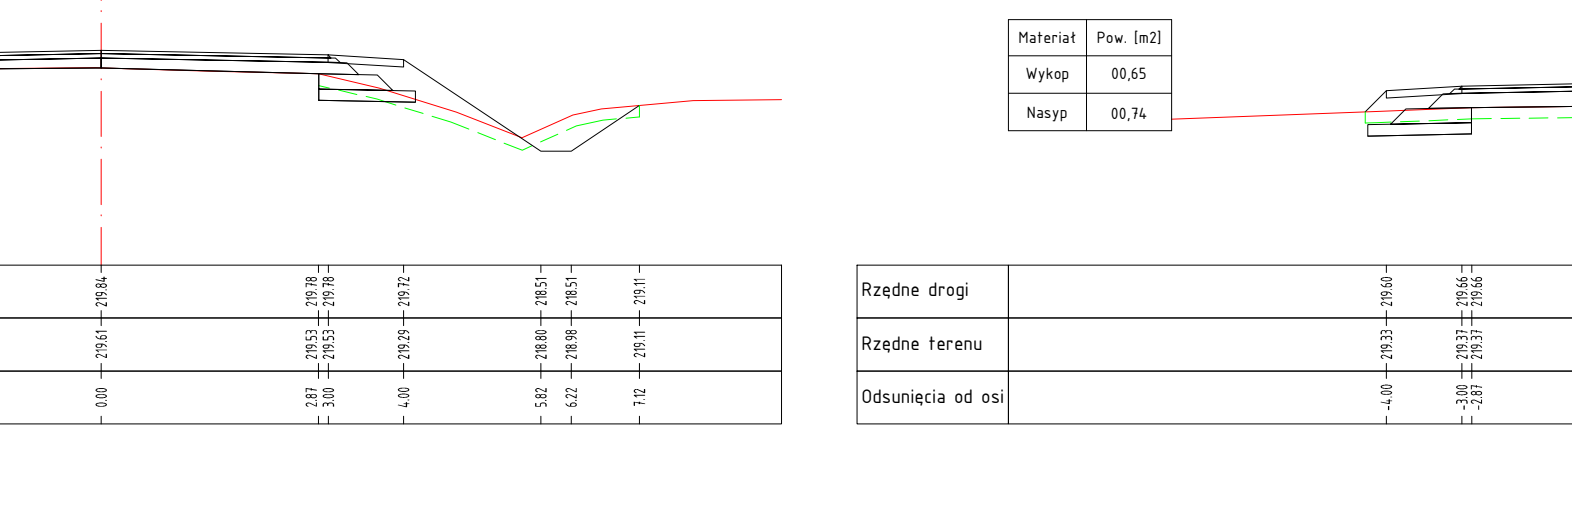 Materiał Pow. [m2]
Wykop 00,65
Nasyp 00,74
219.84 219.78 219.78 219.72 218.51 218.51 219.11
219.61 219.53 219.53 219.29 218.80 218.98 219.11
0.00 2.87 3.00 4.00 5.82 6.22 7.12
Rzędne drogi 219.60 219.66 219.66
Rzędne terenu 219.33 219.37 219.37
Odsunięcia od osi -4.00 -3.00 -2.87